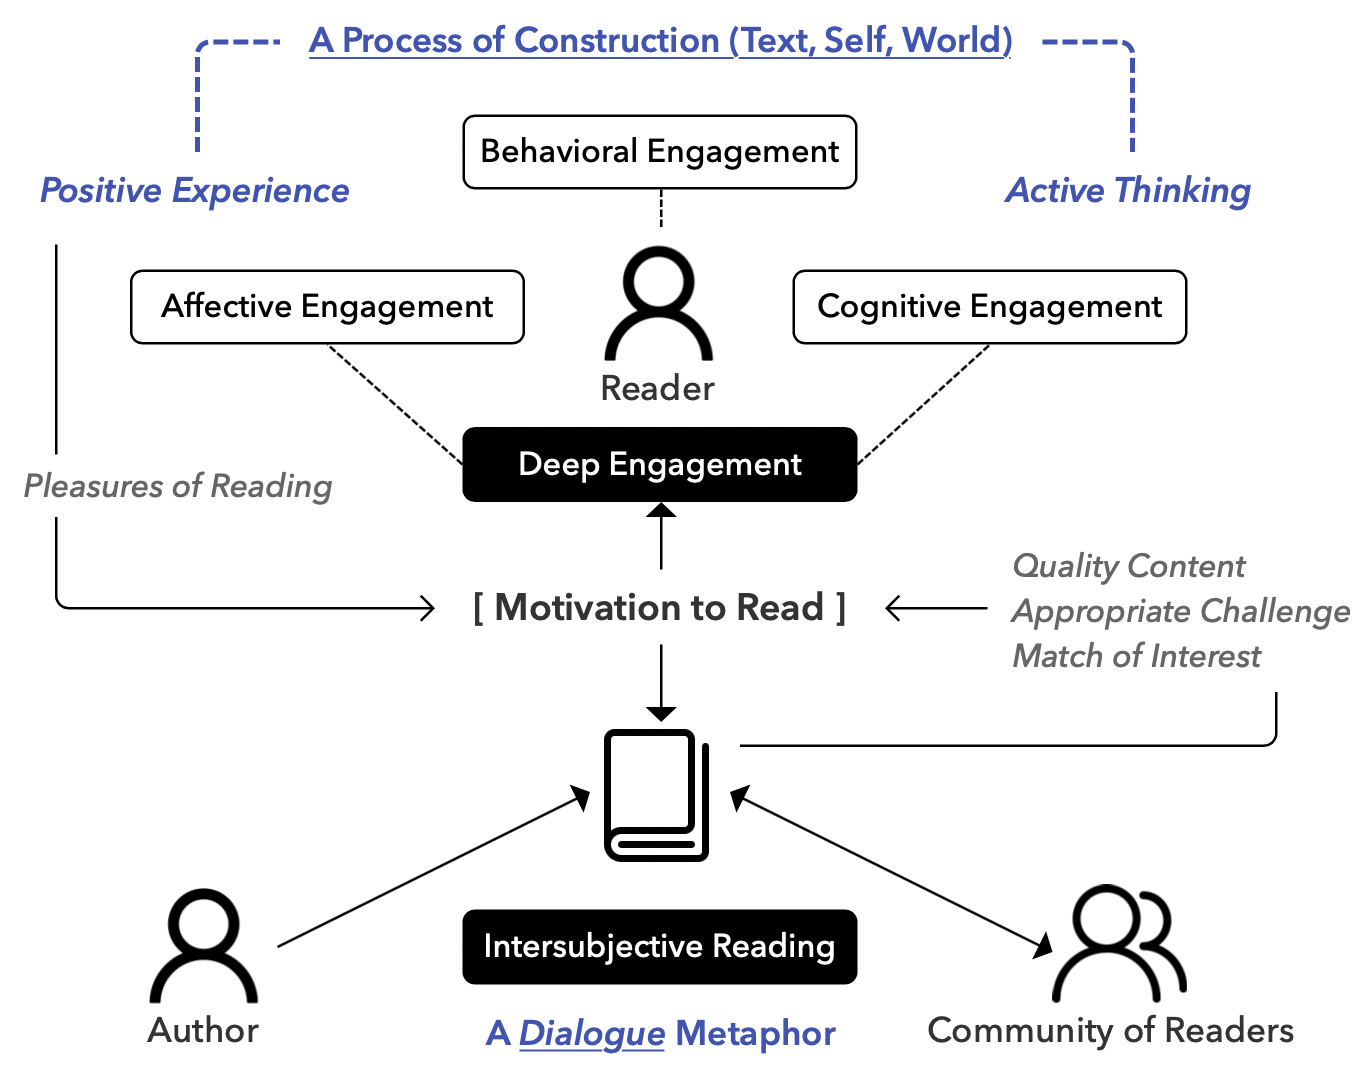 A Process of Construction (Text, Self, World)
Behavioral Engagement
Positive Experience
Active Thinking
Affective Engagement
Cognitive Engagement
Reader
Deep Engagement
Pleasures of Reading
Quality Content
Appropriate Challenge
Match of Interest
[ Motivation to Read ]
Intersubjective Reading
Author
A Dialogue Metaphor
Community of Readers